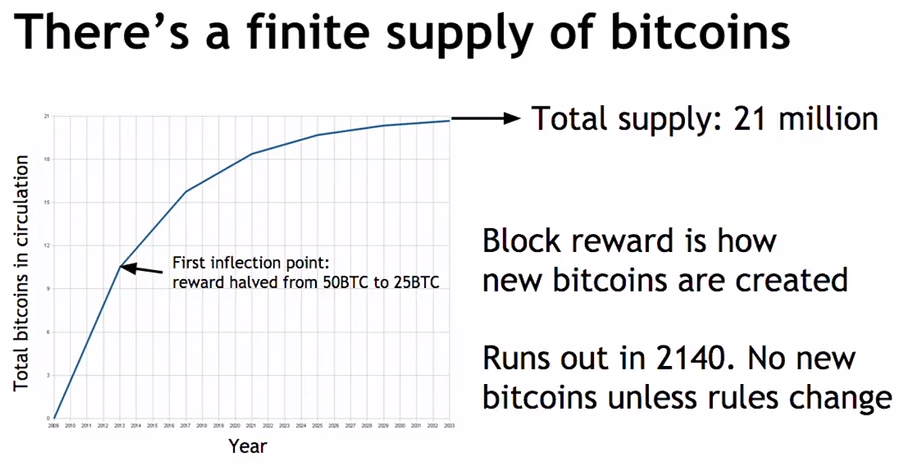 There's a finite supply of bitcoins
Total supply: 21 million
Block reward is how
new bitcoins are created
Runs out in 2140. No new
bitcoins unless rules change
Total bitcoins in circulation
21
18
15
12
9
6
3
0
First inflection point:
reward halved from 50BTC to 25BTC
2009 2010 2011 2012 2013 2014 2015 2016 2017 2018 2019 2020 2021 2022 2023 2024 2025 2026 2027 2028 2029 2030 2031 2032 2033
Year